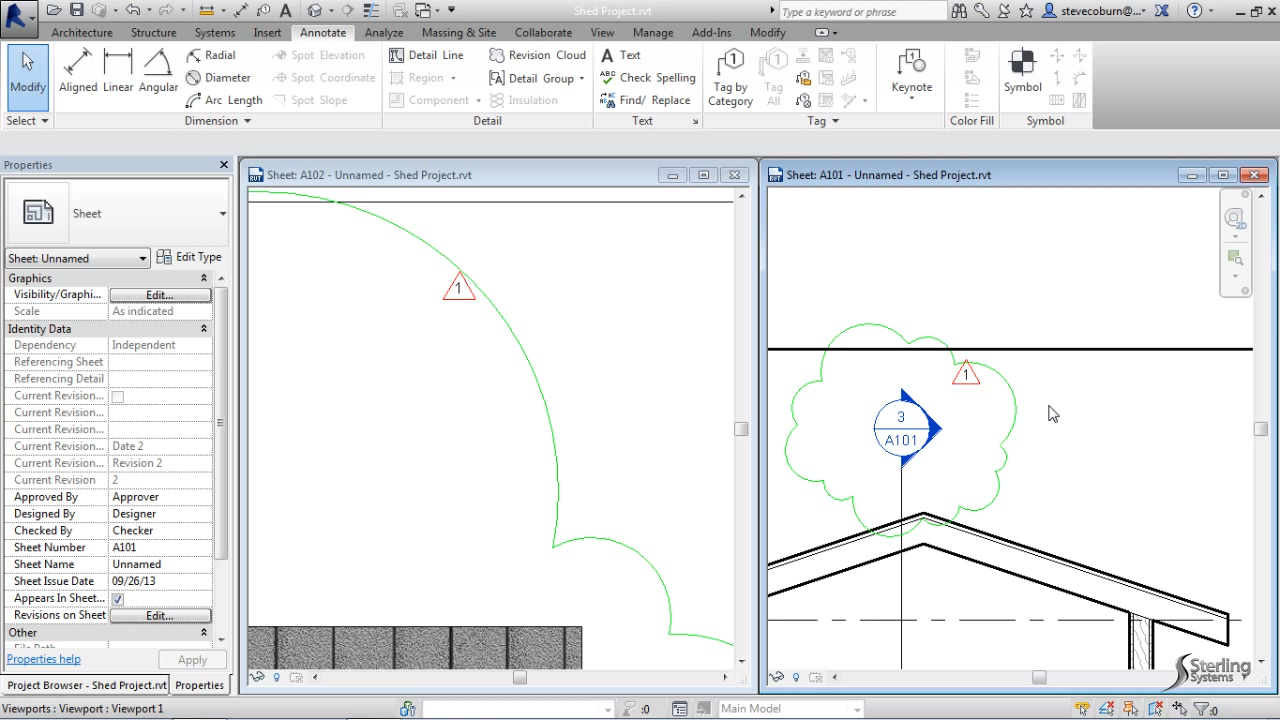 Shed Project.rvt
Type a keyword or phrase
stevecoburn@...
Architecture Structure Systems Insert Annotate Analyze Massing & Site Collaborate View Manage Add-Ins Modify
Modify
Select
Aligned
Linear
Angular
Radial
Diameter
Arc Length
Spot Elevation
Spot Coordinate
Spot Slope
Dimension
Detail Line
Region
Component
Revision Cloud
Detail Group
Insulation
Detail
Text
Check Spelling
Find/ Replace
Text
Tag by
Category
Tag
All
Tag
Keynote
Color Fill
Symbol
Symbol
Properties
Sheet
Sheet: Unnamed
Edit Type
Graphics
Visibility/Graphi... Edit...
Scale As indicated
Identity Data
Dependency Independent
Referencing Sheet
Referencing Detail
Current Revision...
Current Revision...
Current Revision...
Current Revision... Date 2
Current Revision... Revision 2
Current Revision 2
Approved By Approver
Designed By Designer
Checked By Checker
Sheet Number A101
Sheet Name Unnamed
Sheet Issue Date 09/26/13
Appears In Sheet...
Revisions on Sheet Edit...
Other
Properties help
Apply
Project Browser - Shed Project.rvt
Properties
Sheet: A102 - Unnamed - Shed Project.rvt
1
Sheet: A101 - Unnamed - Shed Project.rvt
2D
1
3
A101
Sterling
Systems
Viewports : Viewport : Viewport 1
:0
Main Model
:0